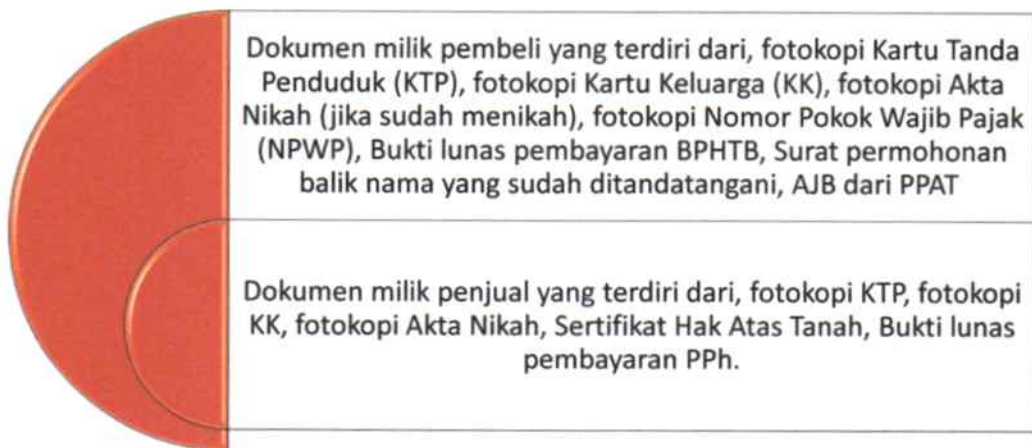 Dokumen milik pembeli yang terdiri dari, fotokopi Kartu Tanda
Penduduk (KTP), fotokopi Kartu Keluarga (KK), fotokopi Akta
Nikah (jika sudah menikah), fotokopi Nomor Pokok Wajib Pajak
(NPWP), Bukti lunas pembayaran BPHTB, Surat permohonan
balik nama yang sudah ditandatangani, AJB dari PPAT
Dokumen milik penjual yang terdiri dari, fotokopi KTP, fotokopi
KK, fotokopi Akta Nikah, Sertifikat Hak Atas Tanah, Bukti lunas
pembayaran PPh.